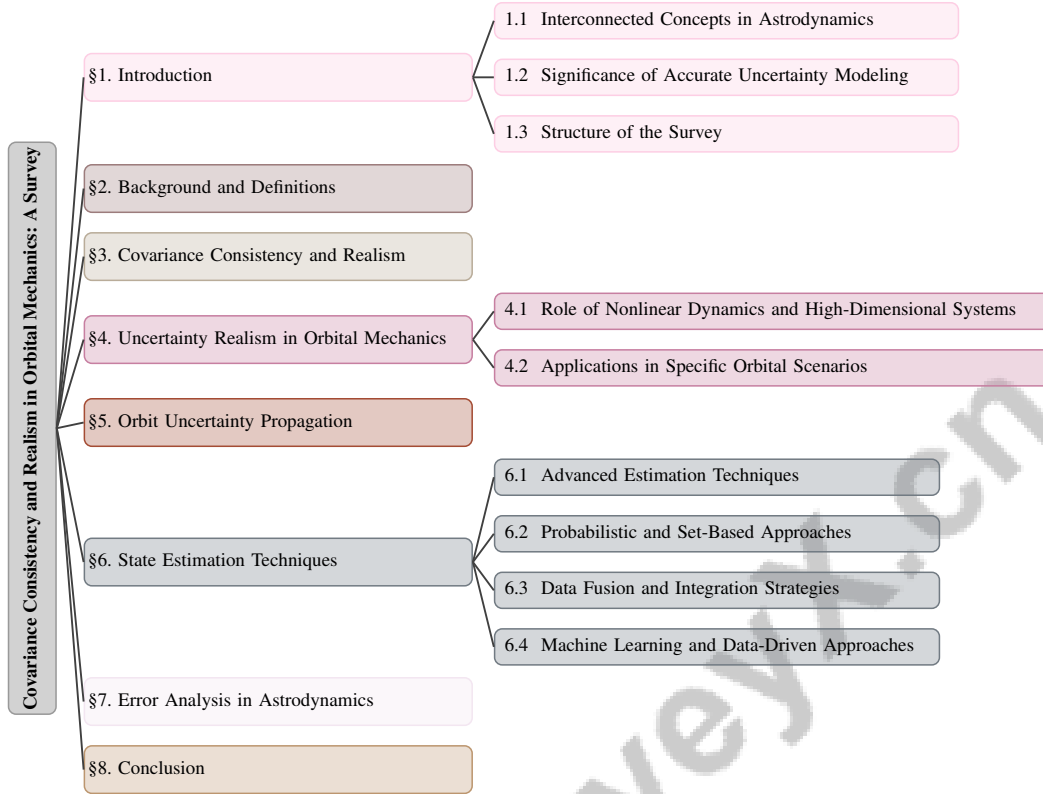 Covariance Consistency and Realism in Orbital Mechanics: A Survey
§1. Introduction
1.1 Interconnected Concepts in Astrodynamics
1.2 Significance of Accurate Uncertainty Modeling
1.3 Structure of the Survey
§2. Background and Definitions
§3. Covariance Consistency and Realism
§4. Uncertainty Realism in Orbital Mechanics
4.1 Role of Nonlinear Dynamics and High-Dimensional Systems
4.2 Applications in Specific Orbital Scenarios
§5. Orbit Uncertainty Propagation
§6. State Estimation Techniques
6.1 Advanced Estimation Techniques
6.2 Probabilistic and Set-Based Approaches
6.3 Data Fusion and Integration Strategies
6.4 Machine Learning and Data-Driven Approaches
§7. Error Analysis in Astrodynamics
§8. Conclusion
veyx.cn